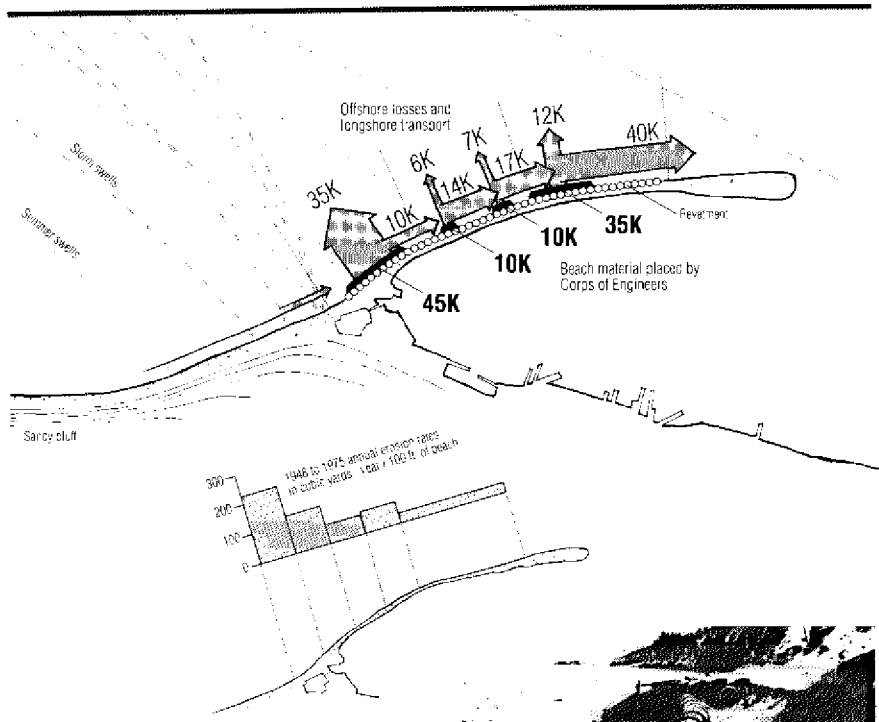 Offshore losses and
longshore transport
12K
40K
7K
17K
6K
14K
35K
10K
Storm swells
Summer swells
Revetment
35K
10K
10K
45K
Beach material placed by
Corps of Engineers
Sandy bluff
1946 to 1975 annual erosion rates
in cubic yards 100 ft. of beach
300
200
100
0